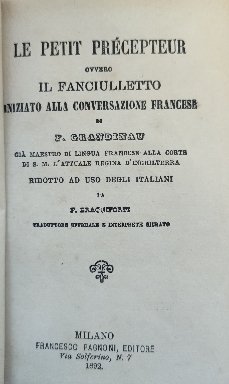 LE PETIT PRÉCEPTEUR
OVVERO
IL FANCIULLETTO
INIZIATO ALLA CONVERSAZIONE FRANCESE
DI
F. GRANDINAU
GIÀ MAESTRO DI LINGUA FRANCESE ALLA CORTE
DI S. M. L'ATTUALE REGINA D'INGHILTERRA
RIDOTTO AD USO DEGLI ITALIANI
DA
F. BRACIFORTI
TRADUTTORE UFFICIALE E INTERPRETE GIURATO
MILANO
FRANCESCO PAGNONI, EDITORE
Via Solferino, N. 7
1892.